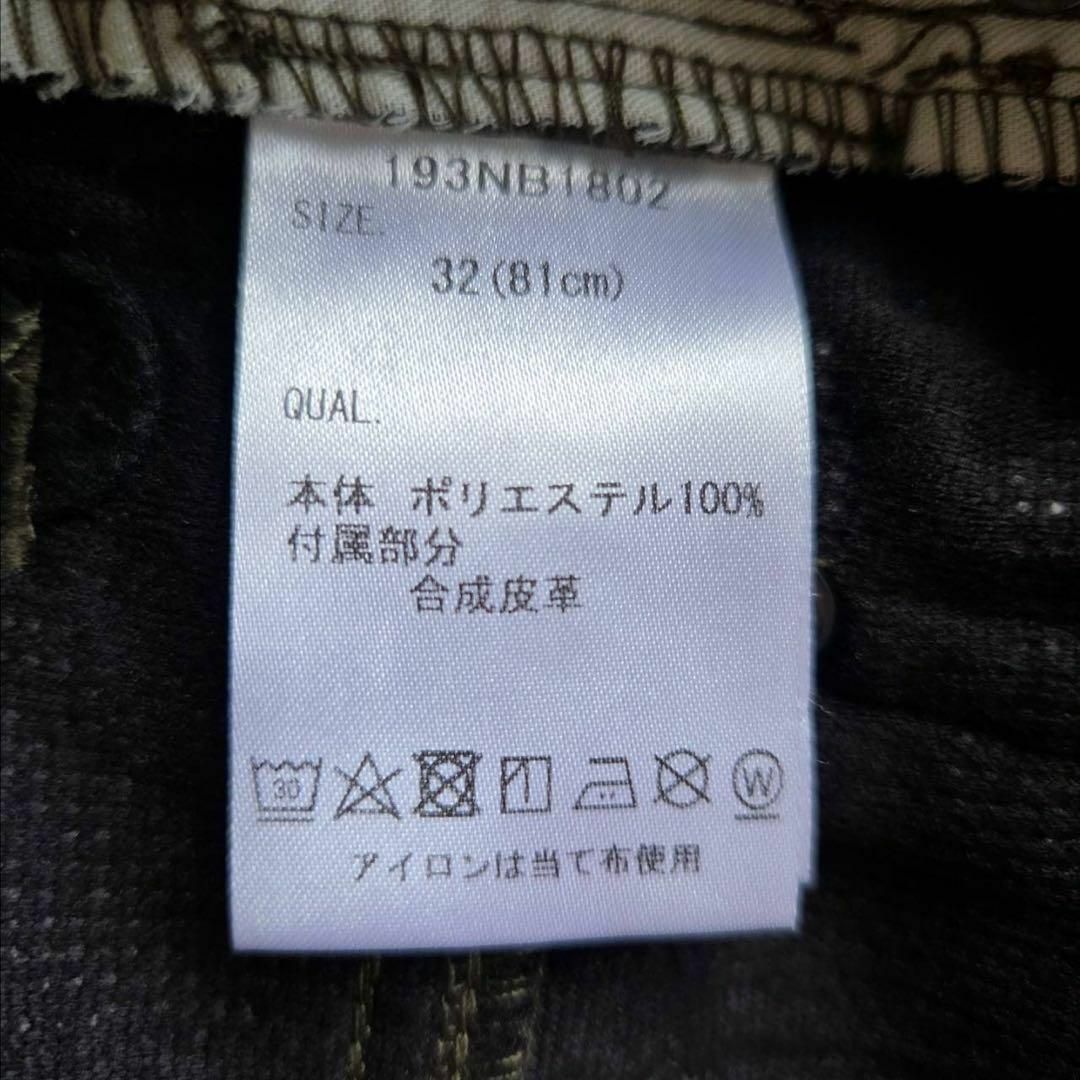 193NB1802
SIZE.
32(81cm)
QUAL.
本体 ポリエステル100%
付属部分
合成皮革
30
W
アイロンは当て布使用